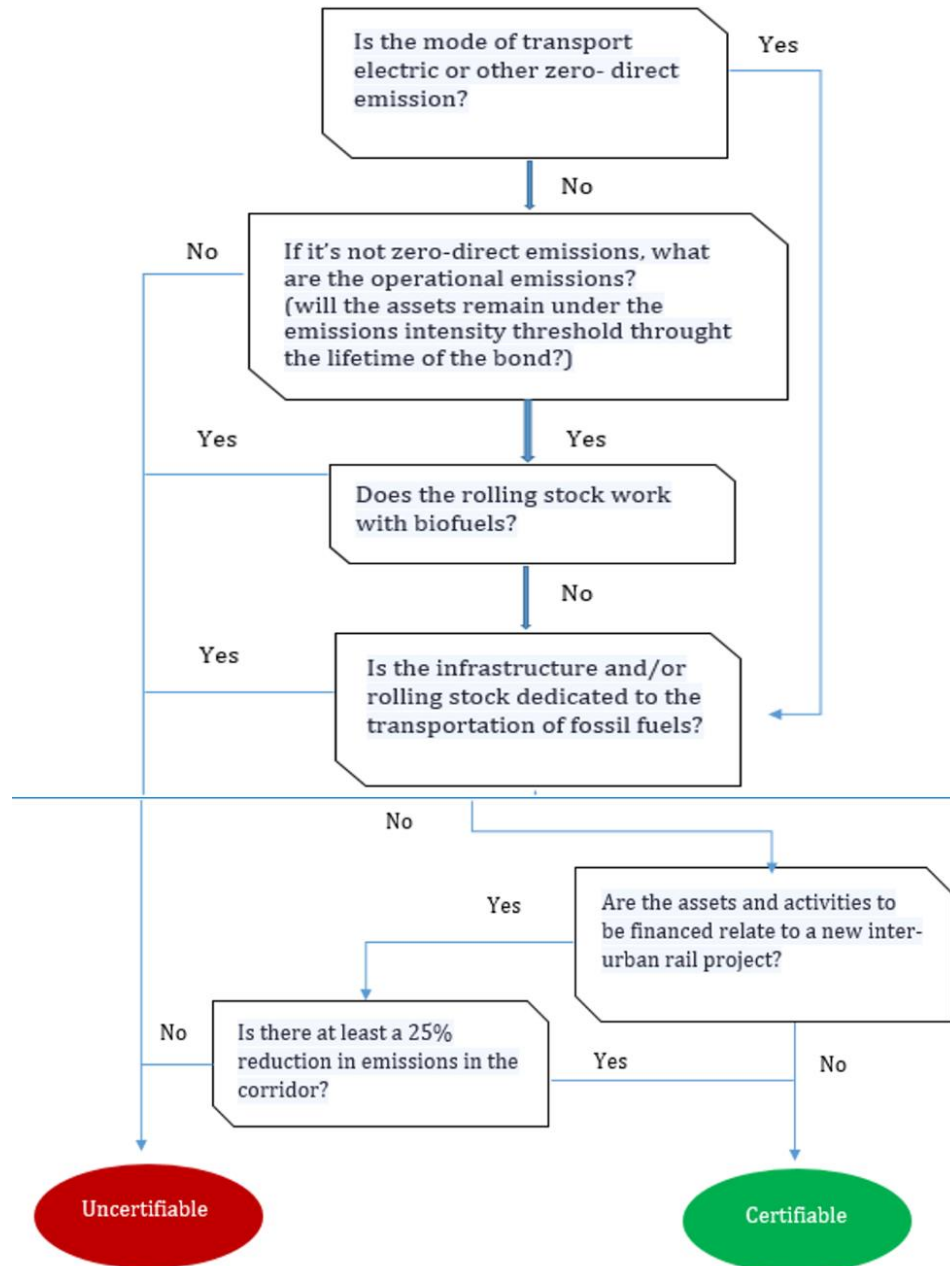 Is the mode of transport
electric or other zero- direct
emission?
Yes
No
If it's not zero-direct emissions, what
are the operational emissions?
(will the assets remain under the
emissions intensity threshold throught
the lifetime of the bond?)
No
Yes
Yes
Does the rolling stock work
with biofuels?
No
Yes
Is the infrastructure and/or
rolling stock dedicated to the
transportation of fossil fuels?
No
Are the assets and activities to
be financed relate to a new inter-
urban rail project?
Yes
No
Is there at least a 25%
reduction in emissions in the
corridor?
Yes
No
Uncertifiable
Certifiable